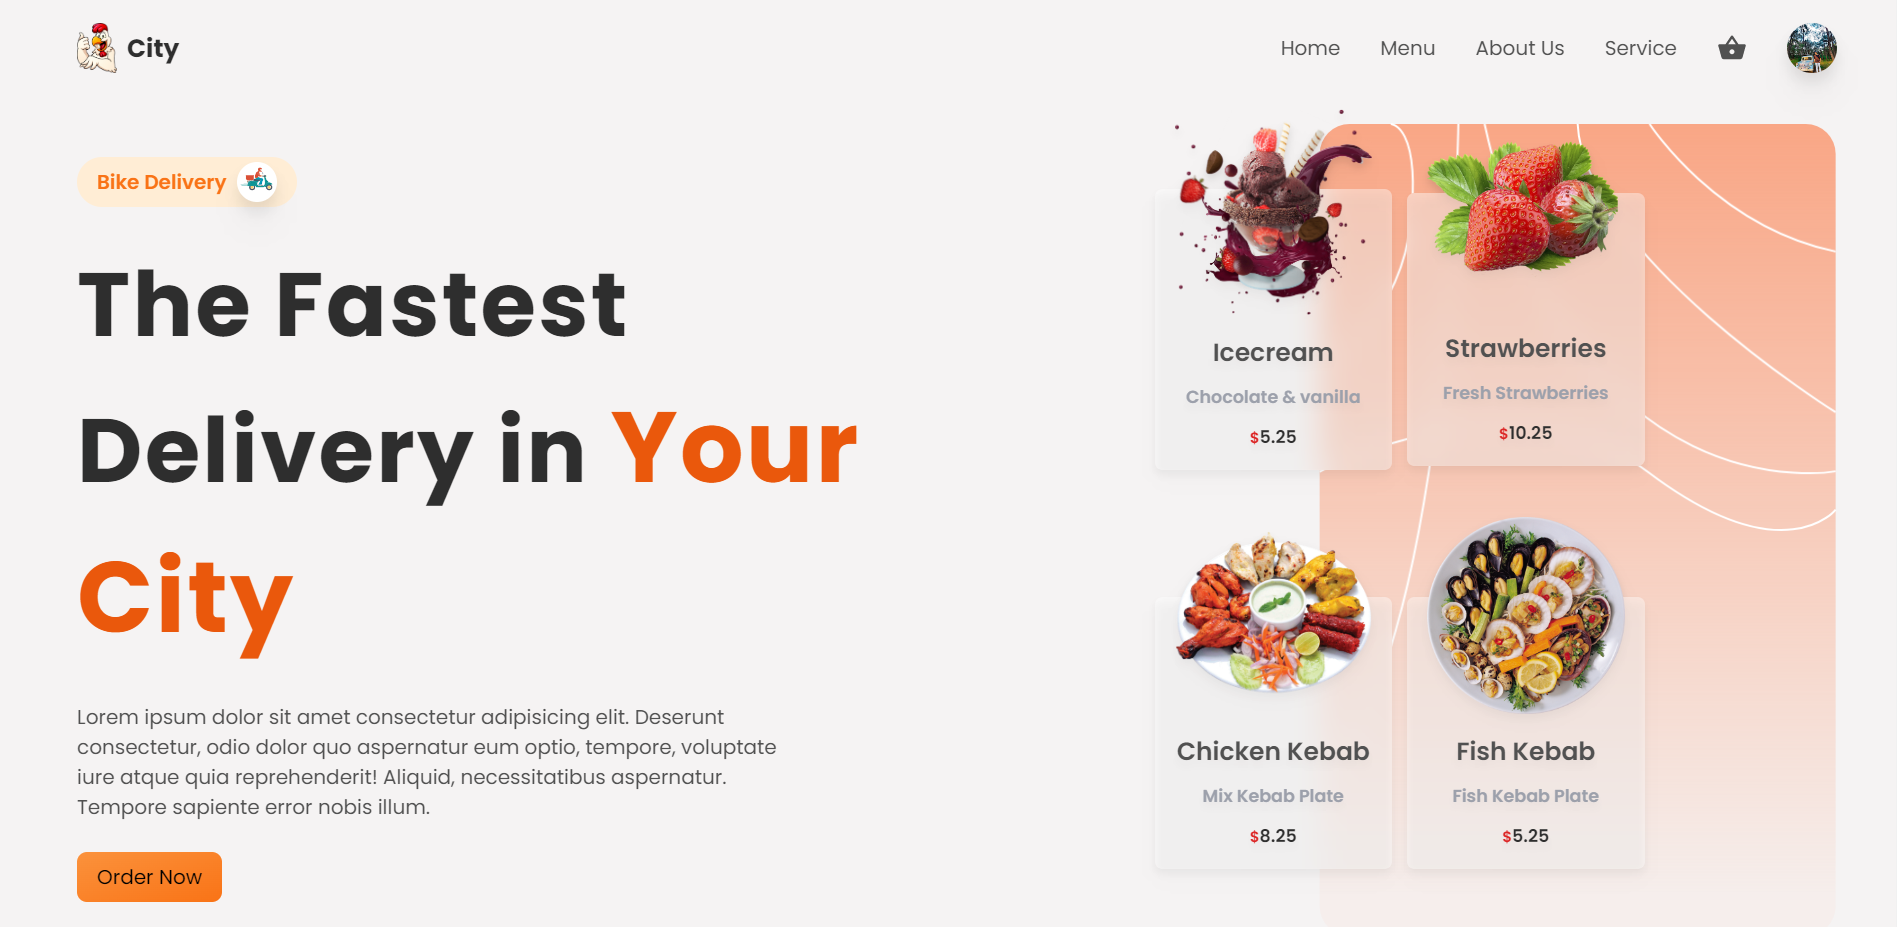 City
Home
Menu
About Us
Service
Bike Delivery
The Fastest
Delivery in Your
City
Lorem ipsum dolor sit amet consectetur adipisicing elit. Deserunt
consectetur, odio dolor quo aspernatur eum optio, tempore, voluptate
iure atque quia reprehenderit! Aliquid, necessitatibus aspernatur.
Tempore sapiente error nobis illum.
Order Now
Icecream
Chocolate & vanilla
$5.25
Strawberries
Fresh Strawberries
$10.25
Chicken Kebab
Mix Kebab Plate
$8.25
Fish Kebab
Fish Kebab Plate
$5.25